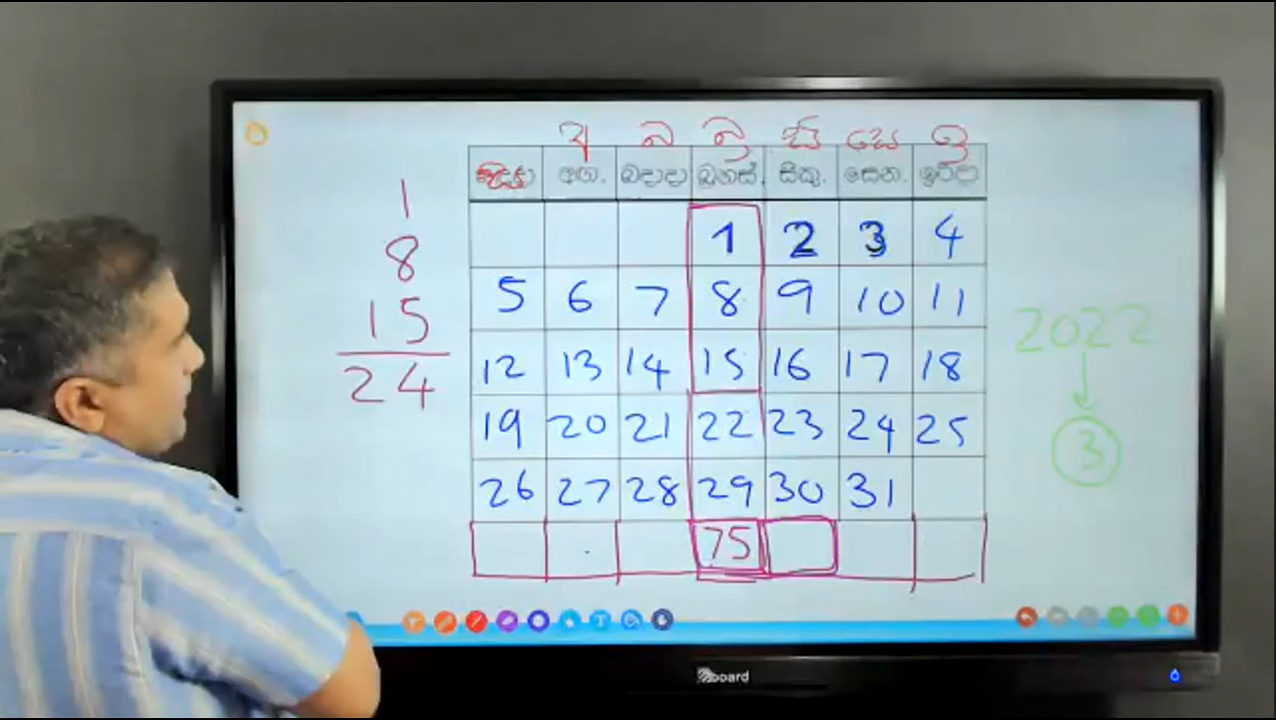 අ බ බ්‍ර සි සෙ ඉ
අඟ. බදාදා බ්‍රහස්. සිකු. සෙන. ඉරිදා
1 2 3 4
5 6 7 8 9 10 11
12 13 14 15 16 17 18
19 20 21 22 23 24 25
26 27 28 29 30 31
75
1
8
15
24
2022
3
board